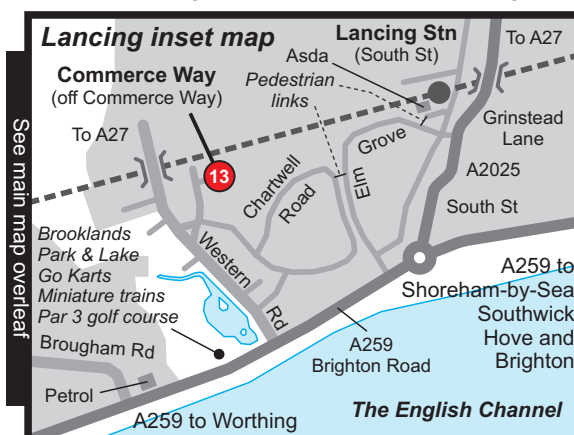 Lancing inset map
Lancing Stn
(South St)
To A27
Asda
Commerce Way
(off Commerce Way)
Pedestrian
links
To A27
See main map overleaf
13
Grove
Elm
Grinstead
Lane
A2025
South St
Chartwell
Road
Western
Rd
Brooklands
Park & Lake
Go Karts
Miniature trains
Par 3 golf course
Brougham Rd
Petrol
A259
Brighton Road
A259 to
Shoreham-by-Sea
Southwick
Hove and
Brighton
A259 to Worthing
The English Channel